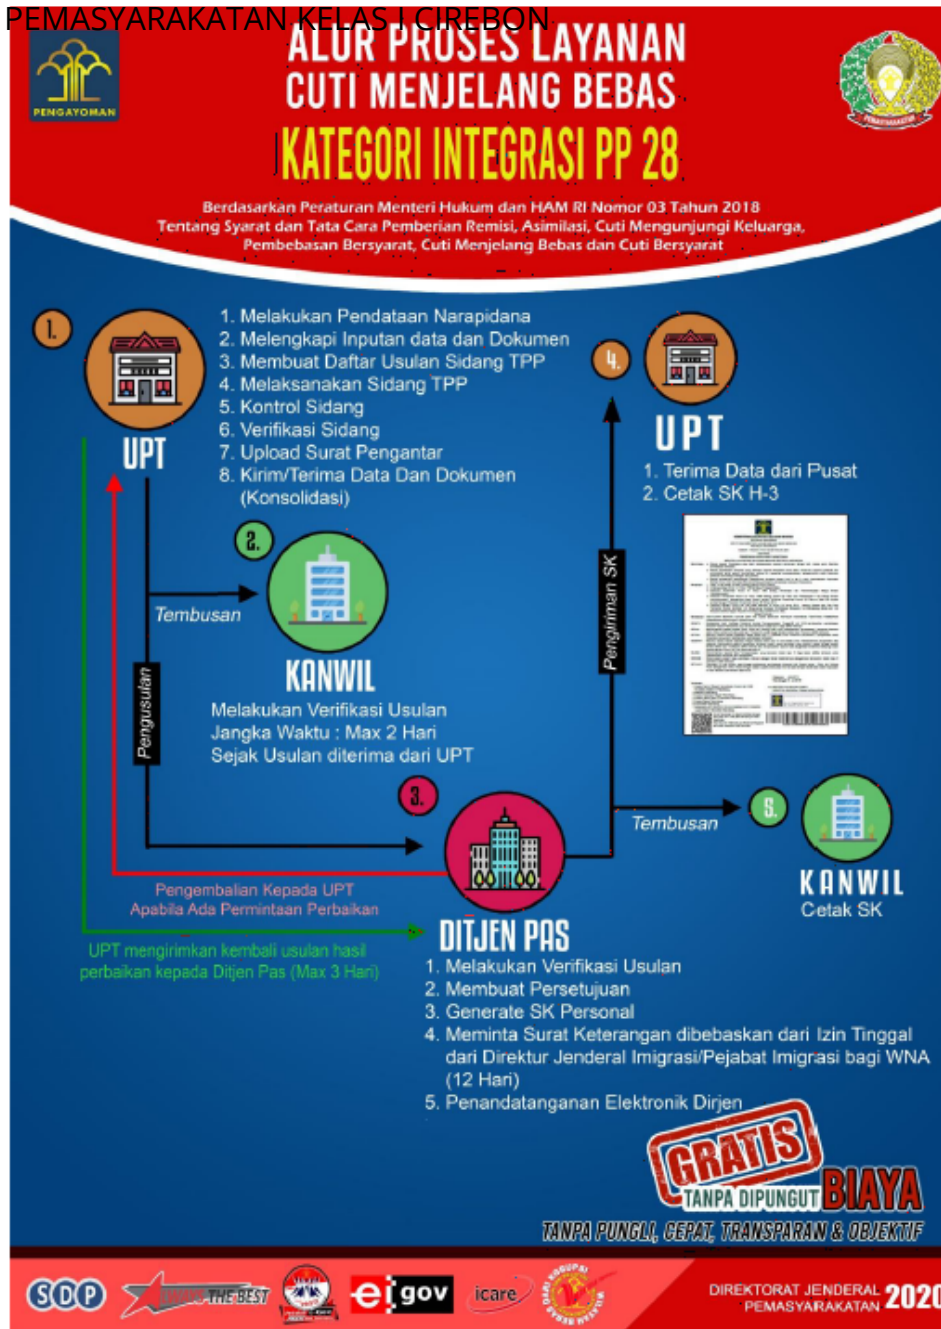 PEMASYARAKATAN KELAS I CIREBON
PENGAYOMAN
ALUR PROSES LAYANAN
CUTI MENJELANG BEBAS
KATEGORI INTEGRASI PP 28
PEMASYARAKATAN
Berdasarkan Peraturan Menteri Hukum dan HAM RI Nomor 03 Tahun 2018
Tentang Syarat dan Tata Cara Pemberian Remisi, Asimilasi, Cuti Mengunjungi Keluarga,
Pembebasan Bersyarat, Cuti Menjelang Bebas dan Cuti Bersyarat
1.
UPT
1. Melakukan Pendataan Narapidana
2. Melengkapi Inputan data dan Dokumen
3. Membuat Daftar Usulan Sidang TPP
4. Melaksanakan Sidang TPP
5. Kontrol Sidang
6. Verifikasi Sidang
7. Upload Surat Pengantar
8. Kirim/Terima Data Dan Dokumen
(Konsolidasi)
2.
Tembusan
KANWIL
Melakukan Verifikasi Usulan
Jangka Waktu : Max 2 Hari
Sejak Usulan diterima dari UPT
Pengusulan
3.
Pengembalian Kepada UPT
Apabila Ada Permintaan Perbaikan
UPT mengirimkan kembali usulan hasil
perbaikan kepada Ditjen Pas (Max 3 Hari)
DITJEN PAS
1. Melakukan Verifikasi Usulan
2. Membuat Persetujuan
3. Generate SK Personal
4. Meminta Surat Keterangan dibebaskan dari Izin Tinggal
dari Direktur Jenderal Imigrasi/Pejabat Imigrasi bagi WNA
(12 Hari)
5. Penandatanganan Elektronik Dirjen
Pengiriman SK
4.
UPT
1. Terima Data dari Pusat
2. Cetak SK H-3
Tembusan
5.
KANWIL
Cetak SK
GRATIS
TANPA DIPUNGUT BIAYA
TANPA PUNGLI, CEPAT, TRANSPARAN & OBJEKTIF
SDP
THE BEST
ei gov
icare
DIREKTORAT JENDERAL
PEMASYARAKATAN 2020